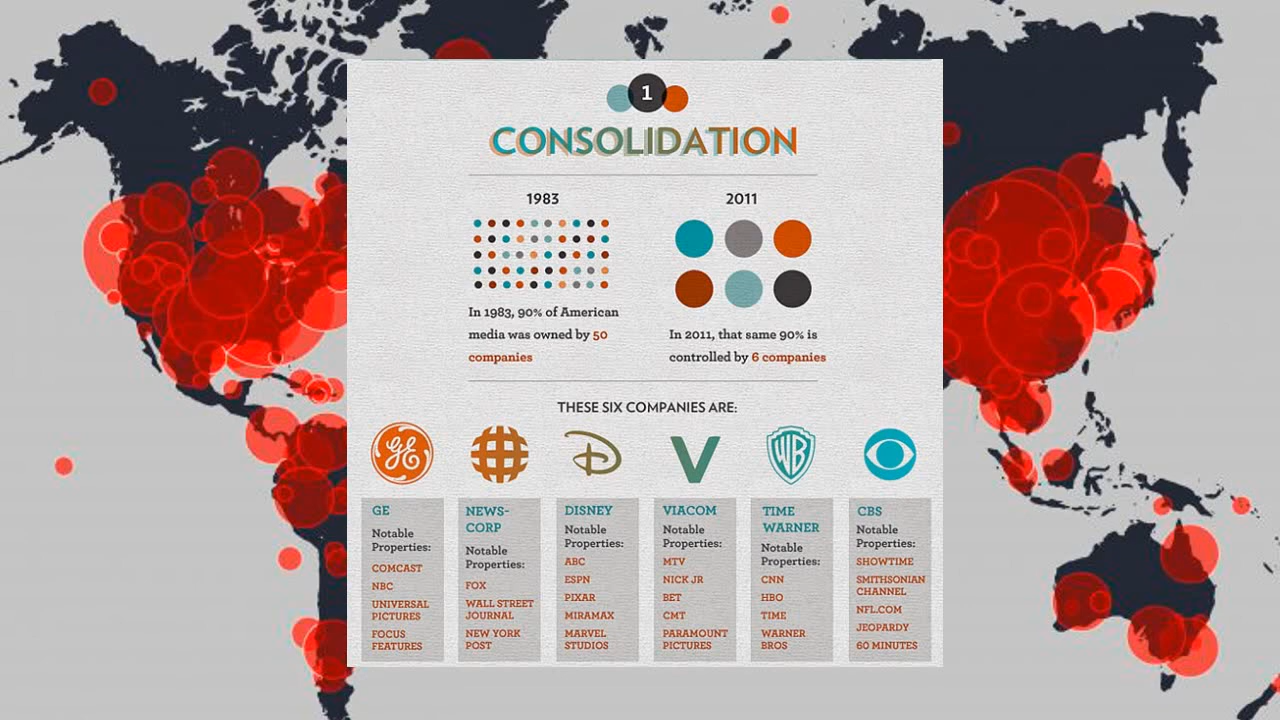 1
CONSOLIDATION
1983
2011
In 1983, 90% of American
media was owned by 50
companies
In 2011, that same 90% is
controlled by 6 companies
THESE SIX COMPANIES ARE:
GE
WB
GE
Notable
Properties:
COMCAST
NBC
UNIVERSAL
PICTURES
FOCUS
FEATURES
NEWS-
CORP
Notable
Properties:
FOX
WALL STREET
JOURNAL
NEW YORK
POST
DISNEY
Notable
Properties:
ABC
ESPN
PIXAR
MIRAMAX
MARVEL
STUDIOS
VIACOM
Notable
Properties:
MTV
NICK JR
BET
CMT
PARAMOUNT
PICTURES
TIME
WARNER
Notable
Properties:
CNN
HBO
TIME
WARNER
BROS
CBS
Notable
Properties:
SHOWTIME
SMITHSONIAN
CHANNEL
NFL.COM
JEOPARDY
60 MINUTES